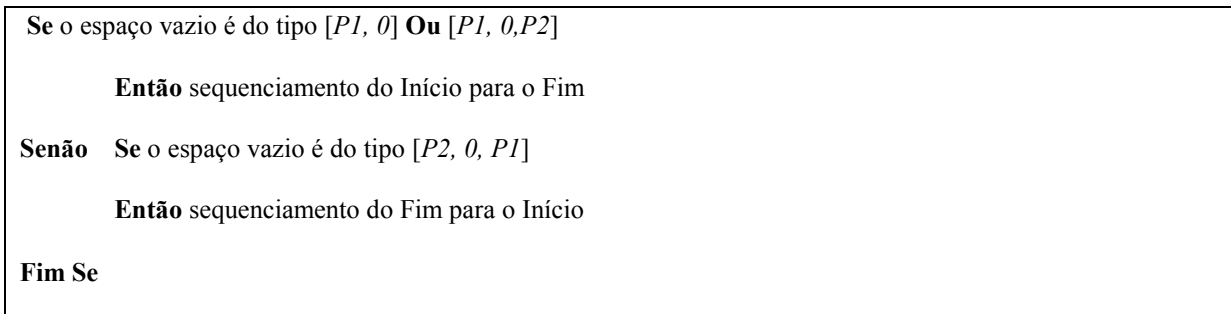 Se o espaço vazio é do tipo [P1, 0] Ou [P1, 0,P2]
Então sequenciamento do Início para o Fim
Senão Se o espaço vazio é do tipo [P2, 0, P1]
Então sequenciamento do Fim para o Início
Fim Se